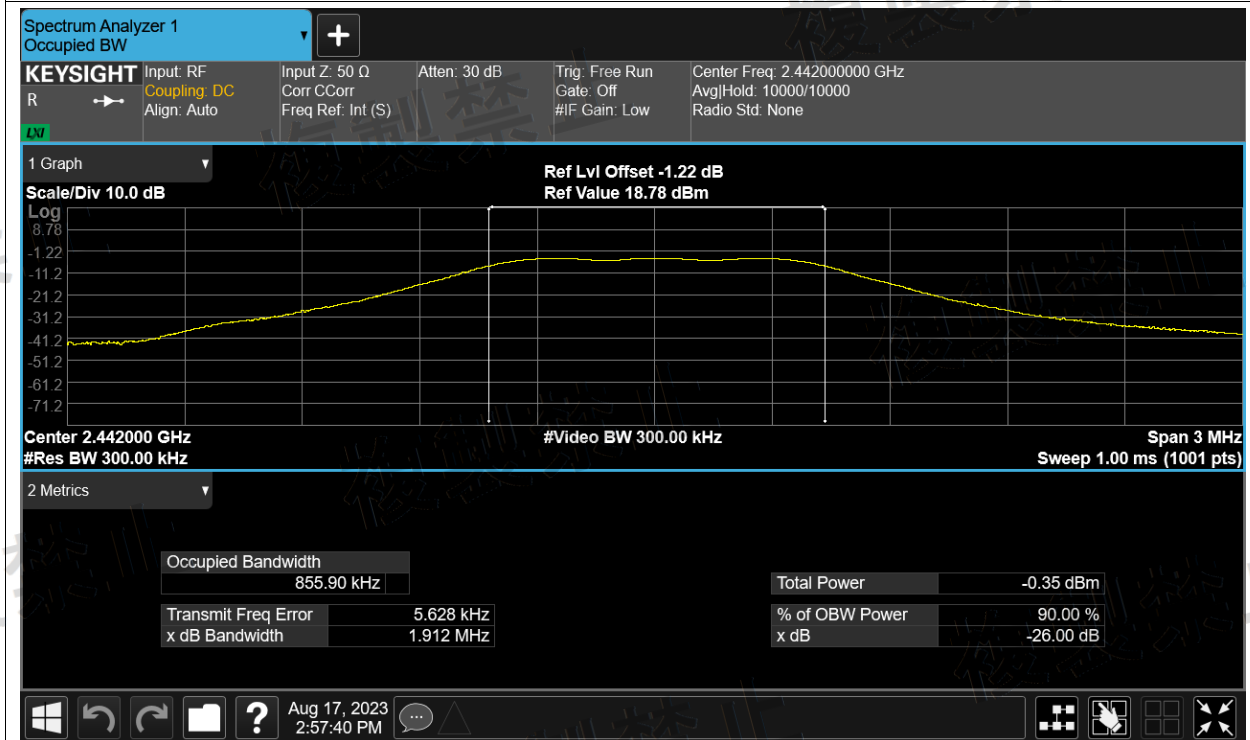 Spectrum Analyzer 1
Occupied BW
KEYSIGHT
R
LXI
Input: RF
Coupling: DC
Align: Auto
Input Z: 50 Ω
Corr CCorr
Freq Ref: Int (S)
Atten: 30 dB
Trig: Free Run
Gate: Off
#IF Gain: Low
Center Freq: 2.442000000 GHz
Avg|Hold: 10000/10000
Radio Std: None
1 Graph
Scale/Div 10.0 dB
Ref Lvl Offset -1.22 dB
Ref Value 18.78 dBm
Log
8.78
-1.22
-11.2
-21.2
-31.2
-41.2
-51.2
-61.2
-71.2
Center 2.442000 GHz
#Res BW 300.00 kHz
#Video BW 300.00 kHz
Span 3 MHz
Sweep 1.00 ms (1001 pts)
2 Metrics
Occupied Bandwidth
855.90 kHz
Transmit Freq Error 5.628 kHz
x dB Bandwidth 1.912 MHz
Total Power -0.35 dBm
% of OBW Power 90.00 %
x dB -26.00 dB
?
Aug 17, 2023
2:57:40 PM
複製禁止